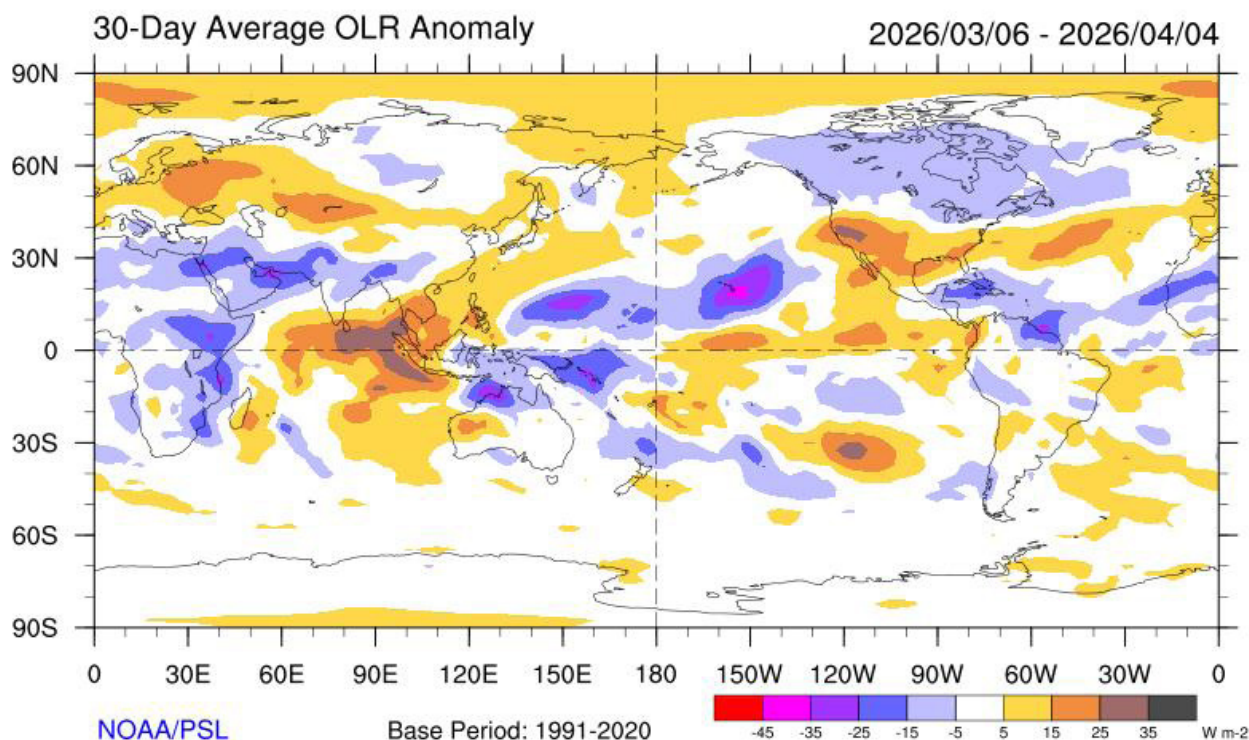 30-Day Average OLR Anomaly 2026/03/06 - 2026/04/04
90N
60N
30N
0
30S
60S
90S
0 30E 60E 90E 120E 150E 180 150W 120W 90W 60W 30W 0
-45 -35 -25 -15 -5 5 15 25 35 W m-2
NOAA/PSL Base Period: 1991-2020